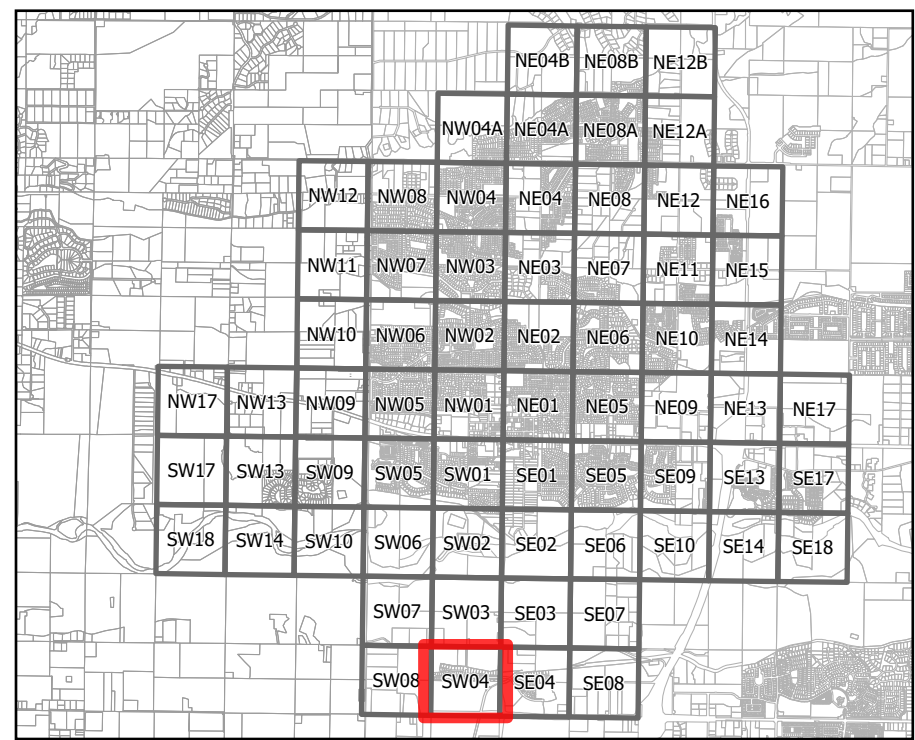 NE04B NE08B NE12B
NW04A NE04A NE08A NE12A
NW12 NW08 NW04 NE04 NE08 NE12 NE16
NW11 NW07 NW03 NE03 NE07 NE11 NE15
NW10 NW06 NW02 NE02 NE06 NE10 NE14
NW17 NW13 NW09 NW05 NW01 NE01 NE05 NE09 NE13 NE17
SW17 SW13 SW09 SW05 SW01 SE01 SE05 SE09 SE13 SE17
SW18 SW14 SW10 SW06 SW02 SE02 SE06 SE10 SE14 SE18
SW07 SW03 SE03 SE07
SW08 SW04 SE04 SE08